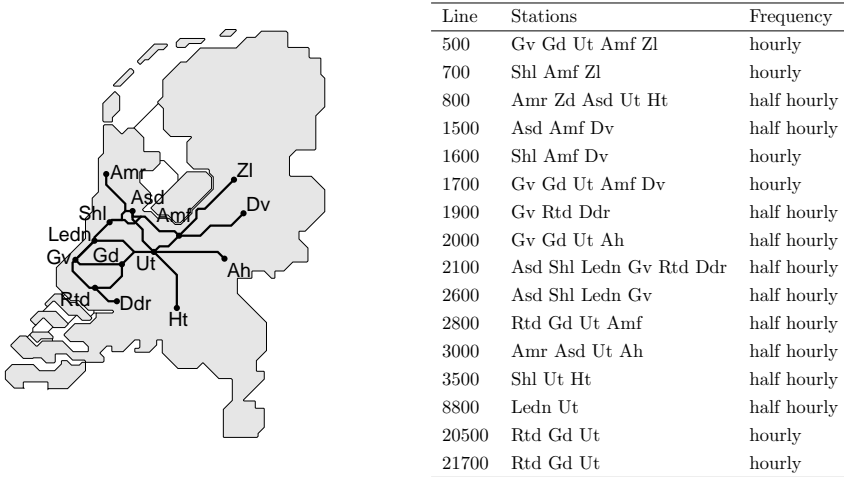 Amr
Zl
Asd
Dv
Shl
Amf
Ledn
Gv
Gd
Ut
Ah
Rtd
Ddr
Ht
Line Stations Frequency
500 Gv Gd Ut Amf Zl hourly
700 Shl Amf Zl hourly
800 Amr Zd Asd Ut Ht half hourly
1500 Asd Amf Dv half hourly
1600 Shl Amf Dv hourly
1700 Gv Gd Ut Amf Dv hourly
1900 Gv Rtd Ddr half hourly
2000 Gv Gd Ut Ah half hourly
2100 Asd Shl Ledn Gv Rtd Ddr half hourly
2600 Asd Shl Ledn Gv half hourly
2800 Rtd Gd Ut Amf half hourly
3000 Amr Asd Ut Ah half hourly
3500 Shl Ut Ht half hourly
8800 Ledn Ut half hourly
20500 Rtd Gd Ut hourly
21700 Rtd Gd Ut hourly